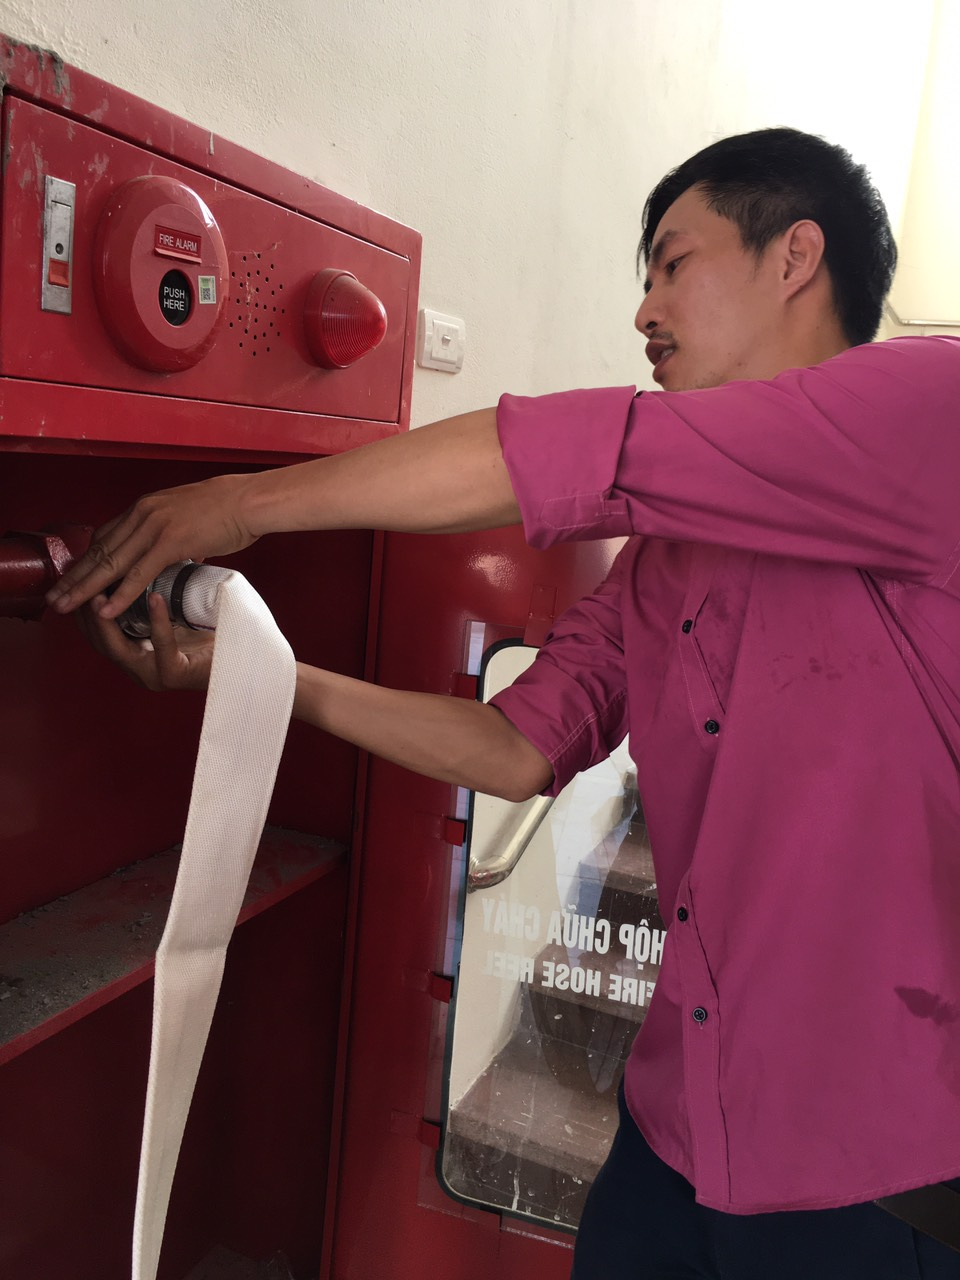 FIRE ALARM
PUSH
HERE
HỘP CHỮA CHÁY
FIRE HOSE REEL